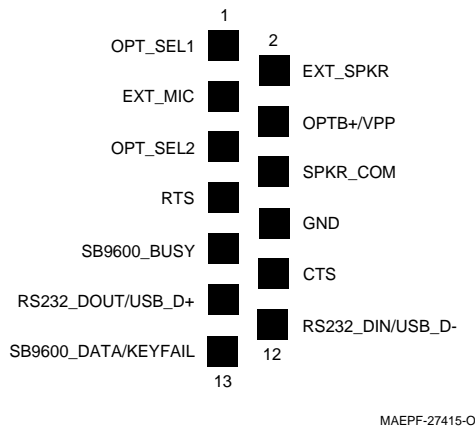 1
OPT_SEL1
2
EXT_SPKR
EXT_MIC
OPTB+/VPP
OPT_SEL2
SPKR_COM
RTS
GND
SB9600_BUSY
CTS
RS232_DOUT/USB_D+
RS232_DIN/USB_D-
SB9600_DATA/KEYFAIL
12
13
MAEPF-27415-O